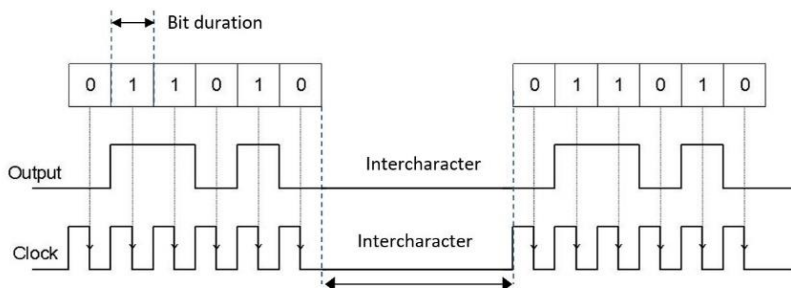 Bit duration
0 1 1 0 1 0 0 1 1 0 1 0
Intercharacter
Output
Intercharacter
Clock